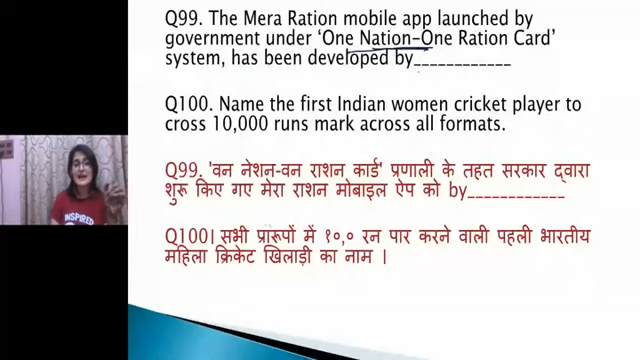 Q99. The Mera Ration mobile app launched by
government under ‘One Nation–One Ration Card’
system, has been developed by____________
Q100. Name the first Indian women cricket player to
cross 10,000 runs mark across all formats.
Q99. 'वन नेशन-वन राशन कार्ड' प्रणाली के तहत सरकार द्वारा
शुरू किए गए मेरा राशन मोबाइल ऐप को by____________
Q100। सभी प्रारूपों में १०,० रन पार करने वाली पहली भारतीय
महिला क्रिकेट खिलाड़ी का नाम ।
INSPIRED